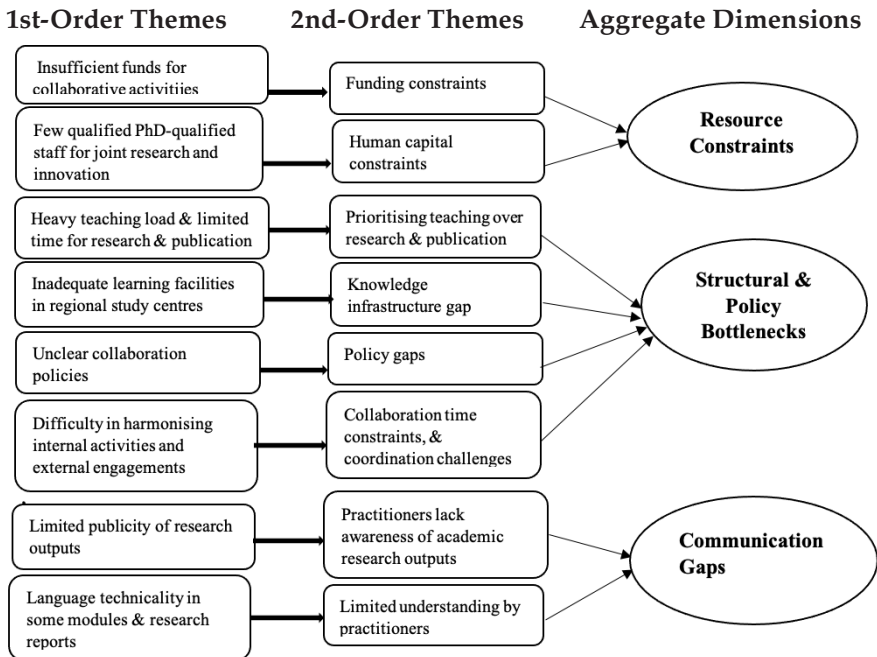 1st-Order Themes 2nd-Order Themes Aggregate Dimensions
Insufficient funds for
collaborative activitiies
Funding constraints
Few qualified PhD-qualified
staff for joint research and
innovation
Human capital
constraints
Resource
Constraints
Heavy teaching load & limited
time for research & publication
Prioritising teaching over
research & publication
Inadequate learning facilities
in regional study centres
Knowledge
infrastructure gap
Unclear collaboration
policies
Policy gaps
Difficulty in harmonising
internal activities and
external engagements
Collaboration time
constraints, &
coordination challenges
Structural &
Policy
Bottlenecks
Limited publicity of research
outputs
Practitioners lack
awareness of academic
research outputs
Language technicality in
some modules & research
reports
Limited understanding by
practitioners
Communication
Gaps